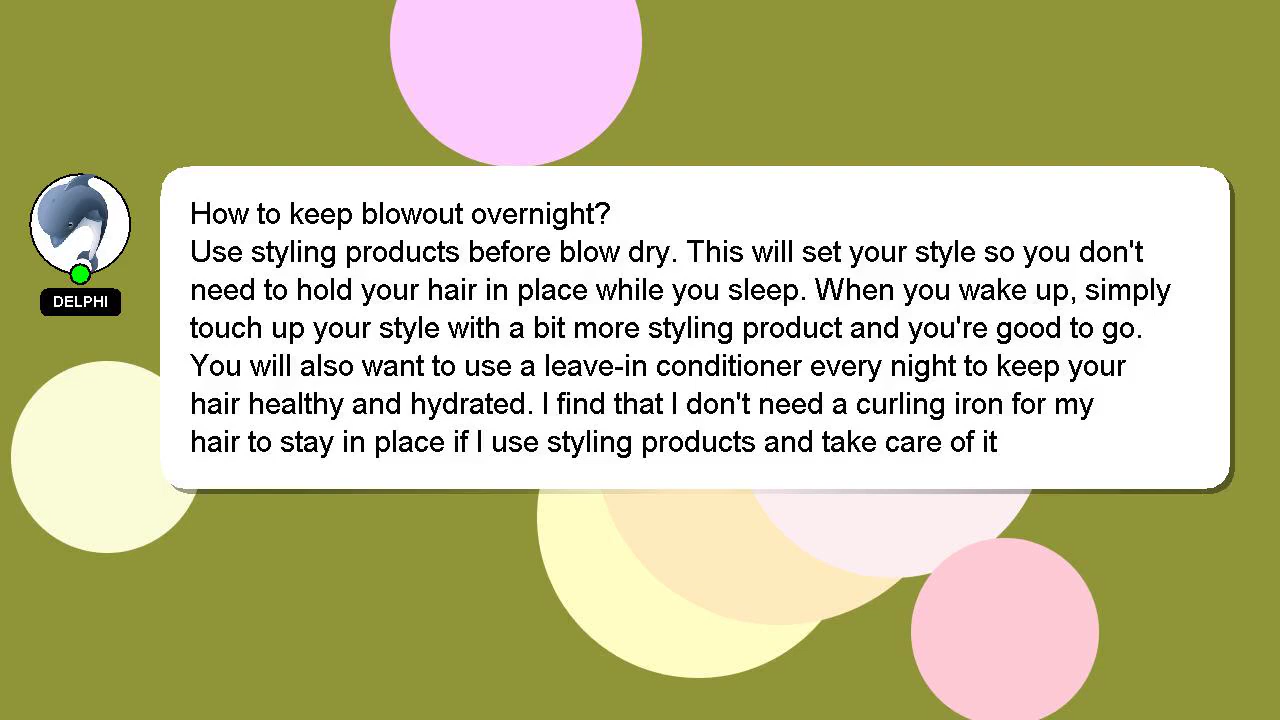 How to keep blowout overnight?
Use styling products before blow dry. This will set your style so you don't
need to hold your hair in place while you sleep. When you wake up, simply
touch up your style with a bit more styling product and you're good to go.
You will also want to use a leave-in conditioner every night to keep your
hair healthy and hydrated. I find that I don't need a curling iron for my
hair to stay in place if I use styling products and take care of it
DELPHI